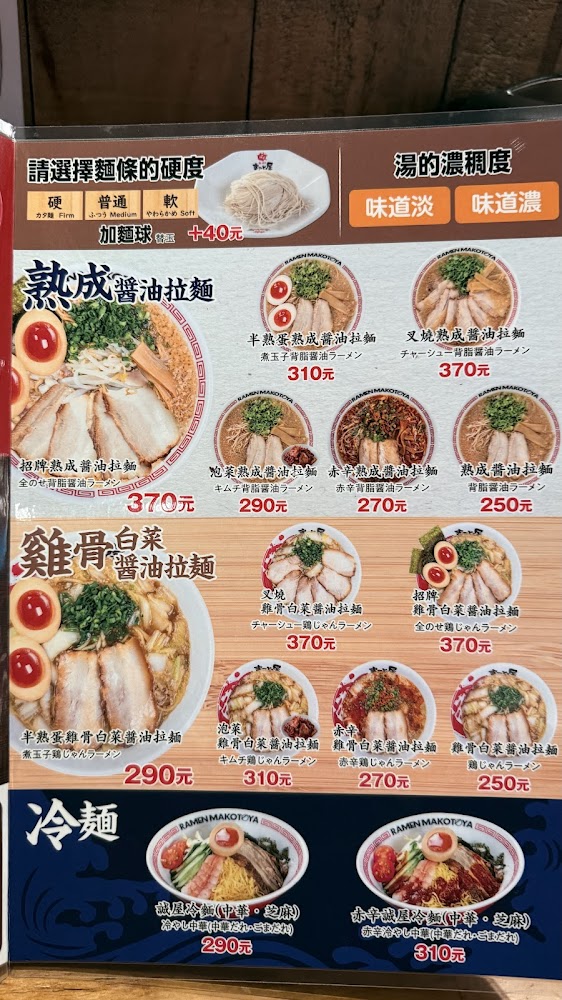 請選擇麵條的硬度
硬
カタ麵 Firm
普通
ふつう Medium
軟
やわらかめ Soft
加麵球 替玉 +40元
湯的濃稠度
味道淡
味道濃
熟成醬油拉麵
RAMEN MAKOTOYA
半熟蛋熟成醬油拉麵
煮玉子背脂醬油ラーメン
310元
RAMEN MAKOTOYA
叉燒熟成醬油拉麵
チャーシュー背脂醬油ラーメン
370元
招牌熟成醬油拉麵
全のせ背脂醬油ラーメン
370元
RAMEN MAKOTOYA
泡菜熟成醬油拉麵
キムチ背脂醬油ラーメン
290元
RAMEN MAKOTOYA
赤辛熟成醬油拉麵
赤辛背脂醬油ラーメン
270元
RAMEN MAKOTOYA
熟成醬油拉麵
背脂醬油ラーメン
250元
雞骨白菜醬油拉麵
叉燒
雞骨白菜醬油拉麵
チャーシュー鶏じゃんラーメン
370元
招牌
雞骨白菜醬油拉麵
全のせ鶏じゃんラーメン
370元
半熟蛋雞骨白菜醬油拉麵
煮玉子鶏じゃんラーメン
290元
泡菜
雞骨白菜醬油拉麵
キムチ鶏じゃんラーメン
310元
赤辛
雞骨白菜醬油拉麵
赤辛鶏じゃんラーメン
270元
雞骨白菜醬油拉麵
鶏じゃんラーメン
250元
冷麵
RAMEN MAKOTOYA
誠屋冷麵(中華・芝麻)
冷やし中華(中華だれ・ごまだれ)
290元
RAMEN MAKOTOYA
赤辛誠屋冷麵(中華・芝麻)
赤辛冷やし中華(中華だれ・ごまだれ)
310元